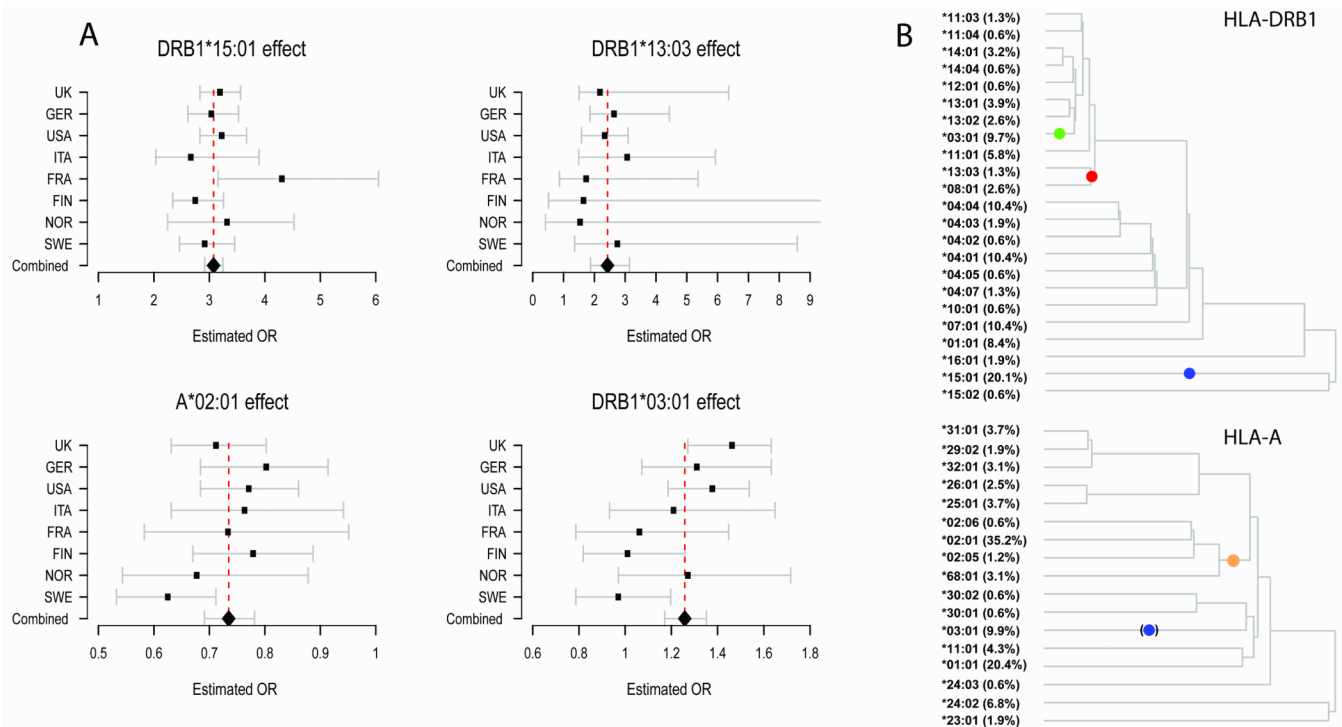 A
DRB1*15:01 effect
UK
GER
USA
ITA
FRA
FIN
NOR
SWE
Combined
1 2 3 4 5 6
Estimated OR
DRB1*13:03 effect
UK
GER
USA
ITA
FRA
FIN
NOR
SWE
Combined
0 1 2 3 4 5 6 7 8 9
Estimated OR
A*02:01 effect
UK
GER
USA
ITA
FRA
FIN
NOR
SWE
Combined
0.5 0.6 0.7 0.8 0.9 1
Estimated OR
DRB1*03:01 effect
UK
GER
USA
ITA
FRA
FIN
NOR
SWE
Combined
0.6 0.8 1 1.2 1.4 1.6 1.8
Estimated OR
B
HLA-DRB1
*11:03 (1.3%)
*11:04 (0.6%)
*14:01 (3.2%)
*14:04 (0.6%)
*12:01 (0.6%)
*13:01 (3.9%)
*13:02 (2.6%)
*03:01 (9.7%)
*11:01 (5.8%)
*13:03 (1.3%)
*08:01 (2.6%)
*04:04 (10.4%)
*04:03 (1.9%)
*04:02 (0.6%)
*04:01 (10.4%)
*04:05 (0.6%)
*04:07 (1.3%)
*10:01 (0.6%)
*07:01 (10.4%)
*01:01 (8.4%)
*16:01 (1.9%)
*15:01 (20.1%)
*15:02 (0.6%)
HLA-A
*31:01 (3.7%)
*29:02 (1.9%)
*32:01 (3.1%)
*26:01 (2.5%)
*25:01 (3.7%)
*02:06 (0.6%)
*02:01 (35.2%)
*02:05 (1.2%)
*68:01 (3.1%)
*30:02 (0.6%)
*30:01 (0.6%)
*03:01 (9.9%)
( )
*11:01 (4.3%)
*01:01 (20.4%)
*24:03 (0.6%)
*24:02 (6.8%)
*23:01 (1.9%)